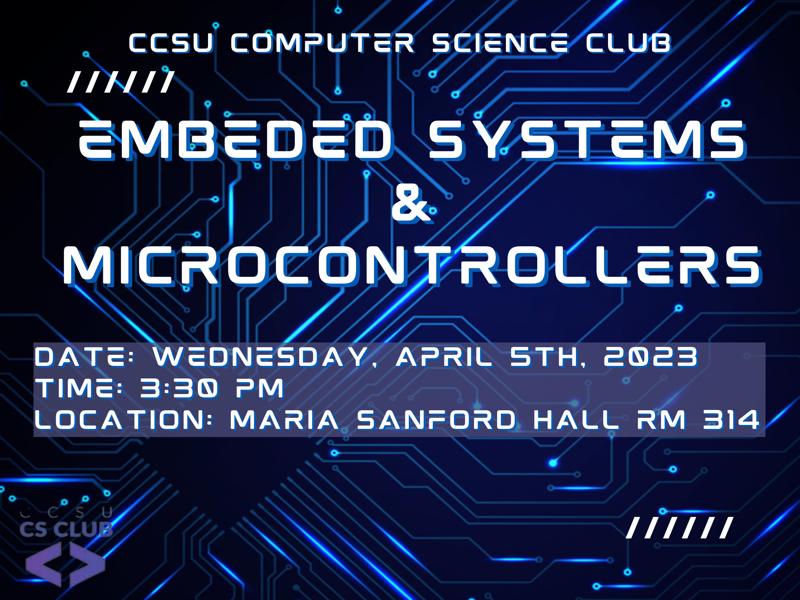 CCSU COMPUTER SCIENCE CLUB
EMBEDED SYSTEMS
&
MICROCONTROLLERS
DATE: WEDNESDAY, APRIL 5TH, 2023
TIME: 3:30 PM
LOCATION: MARIA SANFORD HALL RM 314
CCSU
CS CLUB